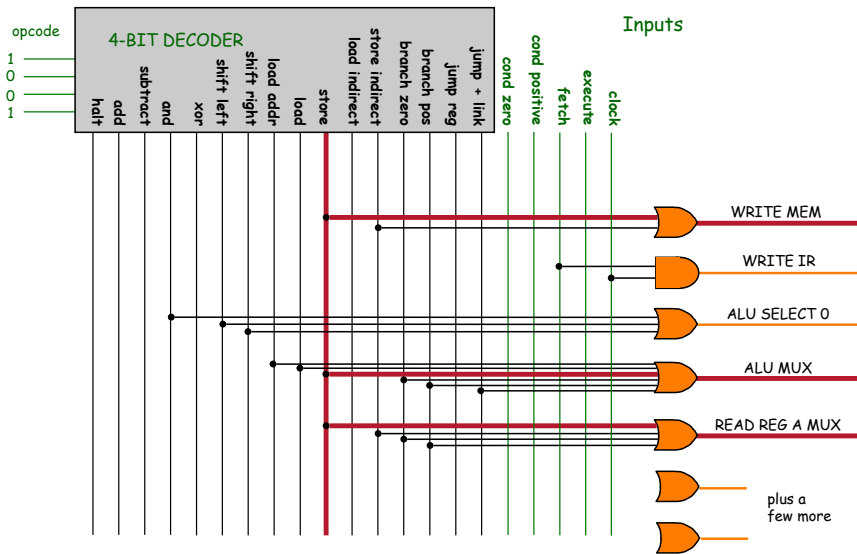 opcode
4-BIT DECODER
Inputs
1
0
0
1
halt
add
subtract
and
xor
shift left
shift right
load addr
load
store
load indirect
store indirect
branch zero
branch pos
jump reg
jump + link
cond zero
cond positive
fetch
execute
clock
WRITE MEM
WRITE IR
ALU SELECT 0
ALU MUX
READ REG A MUX
plus a
few more